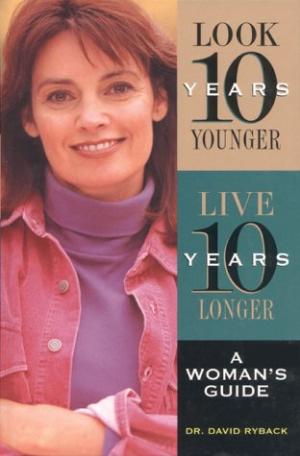 LOOK
10
YEARS
YOUNGER
LIVE
10
YEARS
LONGER
A
WOMAN'S
GUIDE
DR. DAVID RYBACK